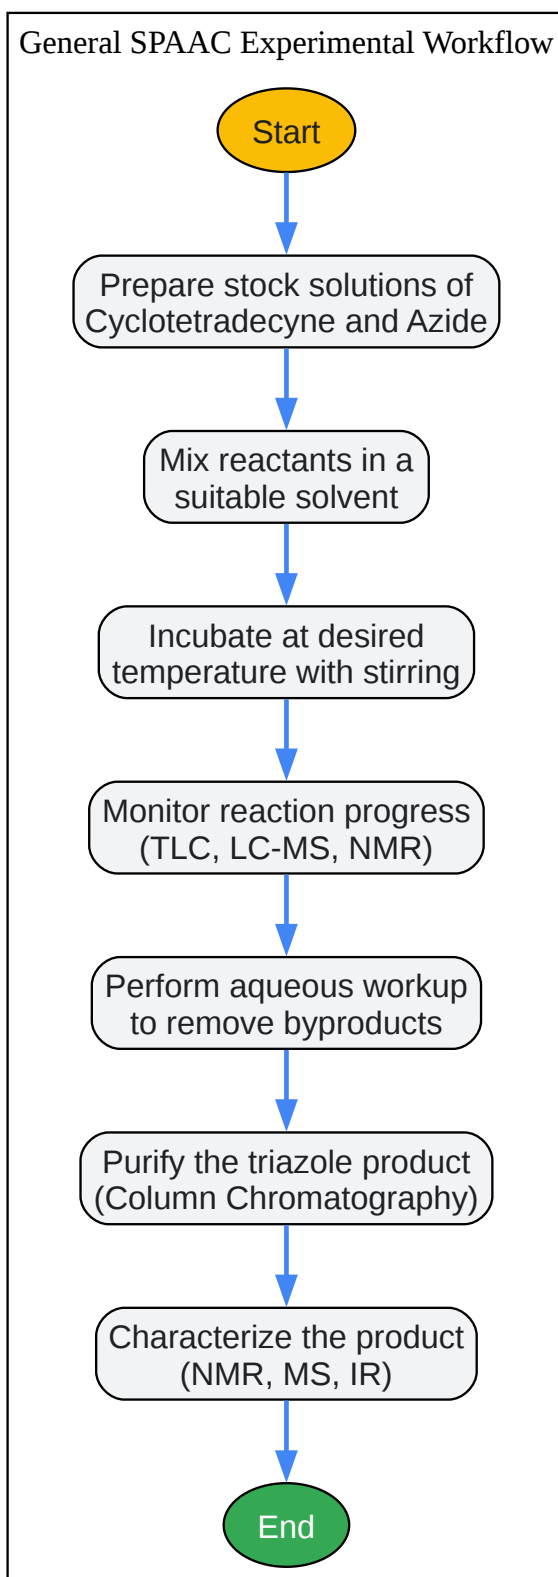 General SPAAC Experimental Workflow
Start
Prepare stock solutions of
Cyclotetradecyne and Azide
Mix reactants in a
suitable solvent
Incubate at desired
temperature with stirring
Monitor reaction progress
(TLC, LC-MS, NMR)
Perform aqueous workup
to remove byproducts
Purify the triazole product
(Column Chromatography)
Characterize the product
(NMR, MS, IR)
End